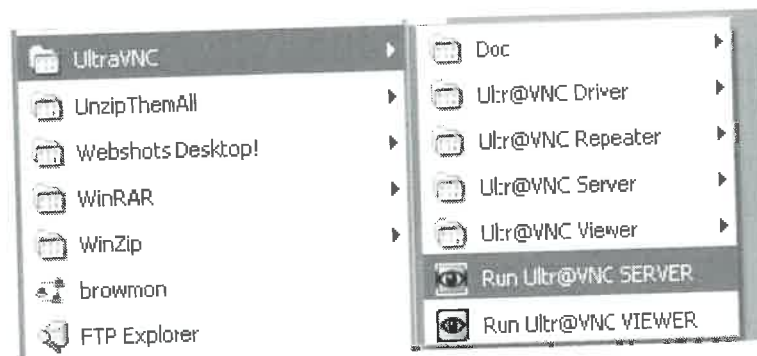 UltraVNC
UnzipThemAll
Webshots Desktop!
WinRAR
WinZip
browmon
FTP Explorer
Doc
Ultr@VNC Driver
Ultr@VNC Repeater
Ultr@VNC Server
Ultr@VNC Viewer
Run Ultr@VNC SERVER
Run Ultr@VNC VIEWER